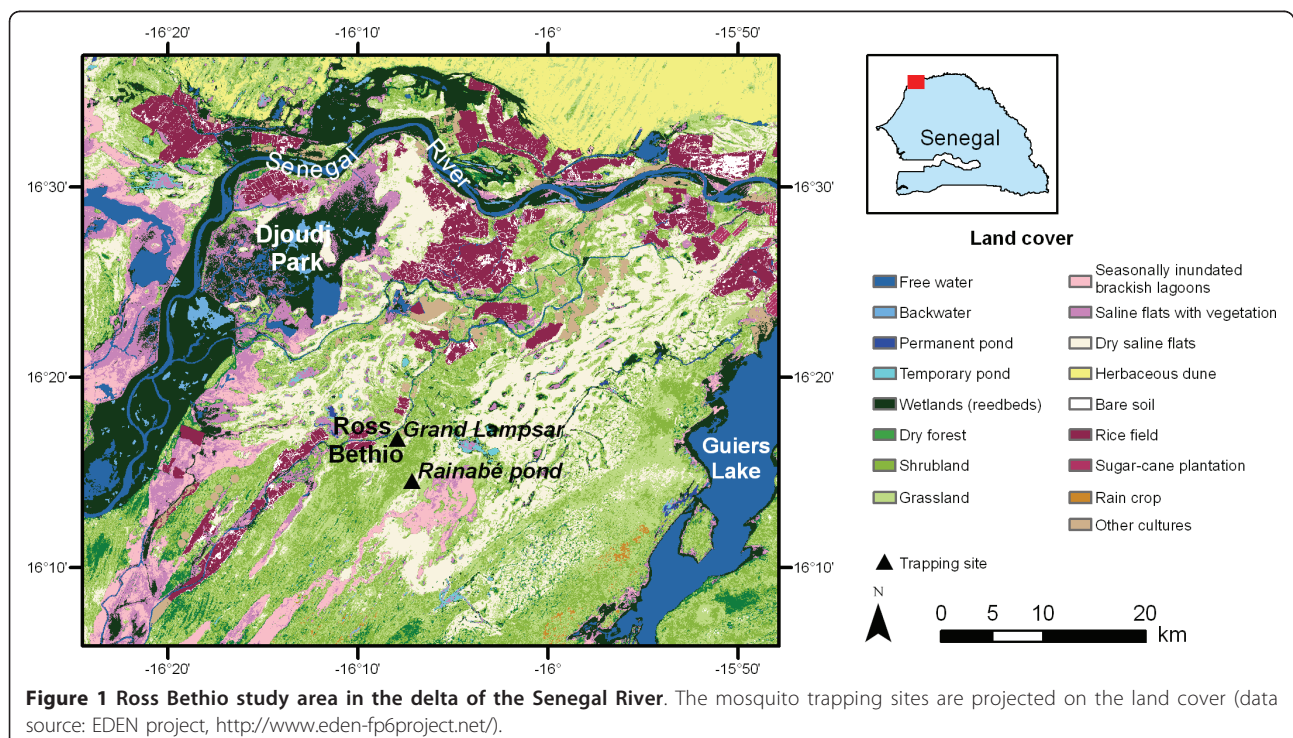 -16°20'
-16°10'
-16°
-15°50'
16°30'
16°20'
16°10'
Senegal River
Djoudj Park
Ross Bethio
Grand Lampsar
Rainabé pond
Guiers Lake
16°30'
16°20'
16°10'
-16°20'
-16°10'
-16°
-15°50'
Senegal
Land cover
Free water
Backwater
Permanent pond
Temporary pond
Wetlands (reedbeds)
Dry forest
Shrubland
Grassland
Seasonally inundated
brackish lagoons
Saline flats with vegetation
Dry saline flats
Herbaceous dune
Bare soil
Rice field
Sugar-cane plantation
Rain crop
Other cultures
Trapping site
N
0 5 10 20
km
Figure 1 Ross Bethio study area in the delta of the Senegal River. The mosquito trapping sites are projected on the land cover (data
source: EDEN project, http://www.eden-fp6project.net/).